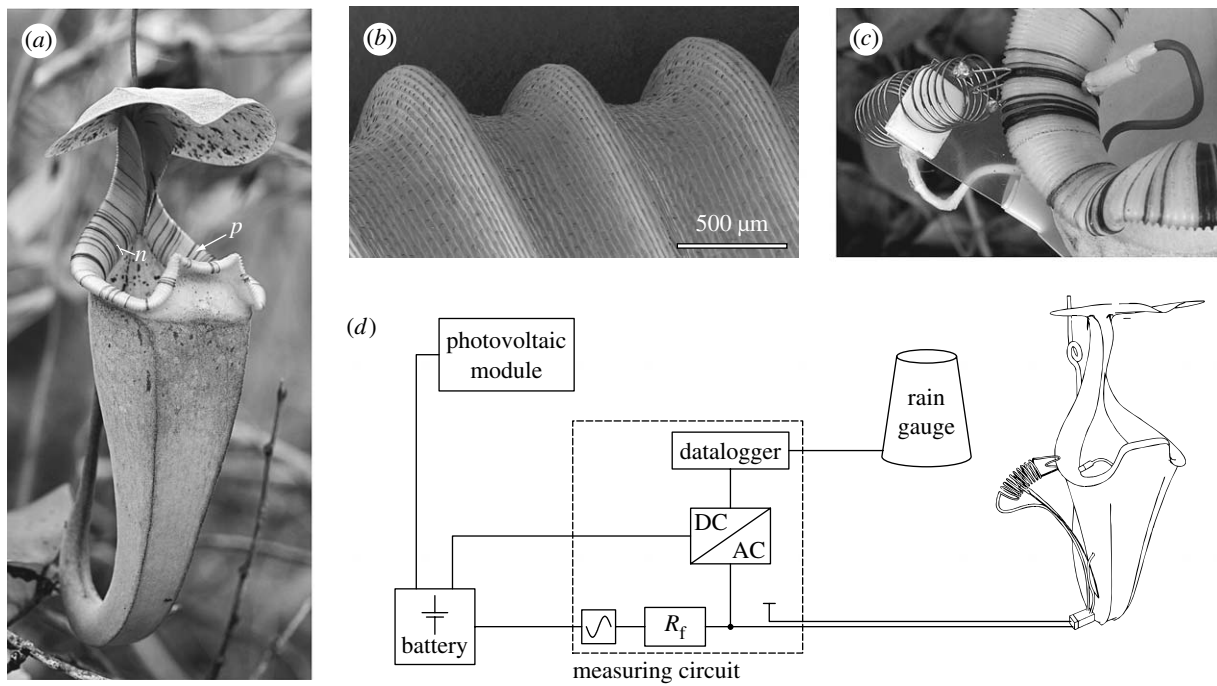 (a)
n
p
(b)
500 µm
(c)
(d)
photovoltaic
module
rain
gauge
datalogger
DC
AC
battery
R_f
measuring circuit